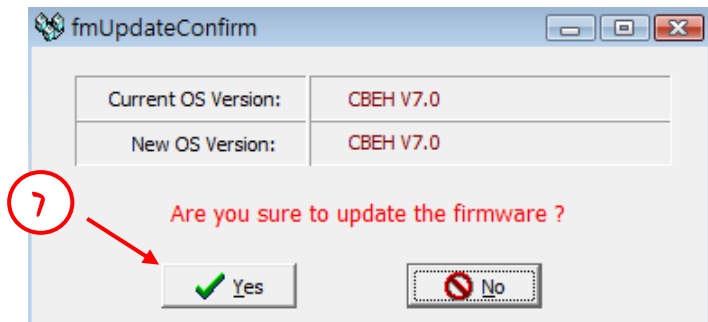 fmUpdateConfirm
Current OS Version: CBEH V7.0
New OS Version: CBEH V7.0
7
Are you sure to update the firmware ?
Yes No